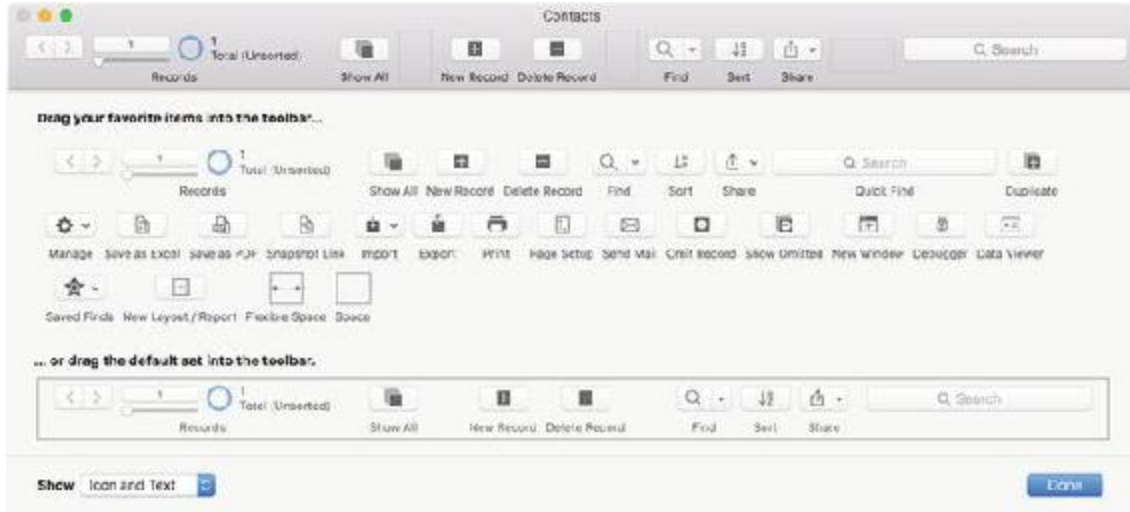 Contacts
1
1
Total (Unsorted)
Search
Records Show All New Record Delete Record Find Sort Share
Drag your favorite items into the toolbar...
1
1
Total (Unsorted)
Search
Records Show All New Record Delete Record Find Sort Share Quick Find Duplicate
Manage Save as Excel Save as PDF Snapshot Link Import Export Print Page Setup Send Mail Omit Record Show Omitted New Window Debugger Data Viewer
Saved Finds New Layout/Report Flexible Space Space
... or drag the default set into the toolbar.
1
1
Total (Unsorted)
Search
Records Show All New Record Delete Record Find Sort Share
Show Icon and Text Done